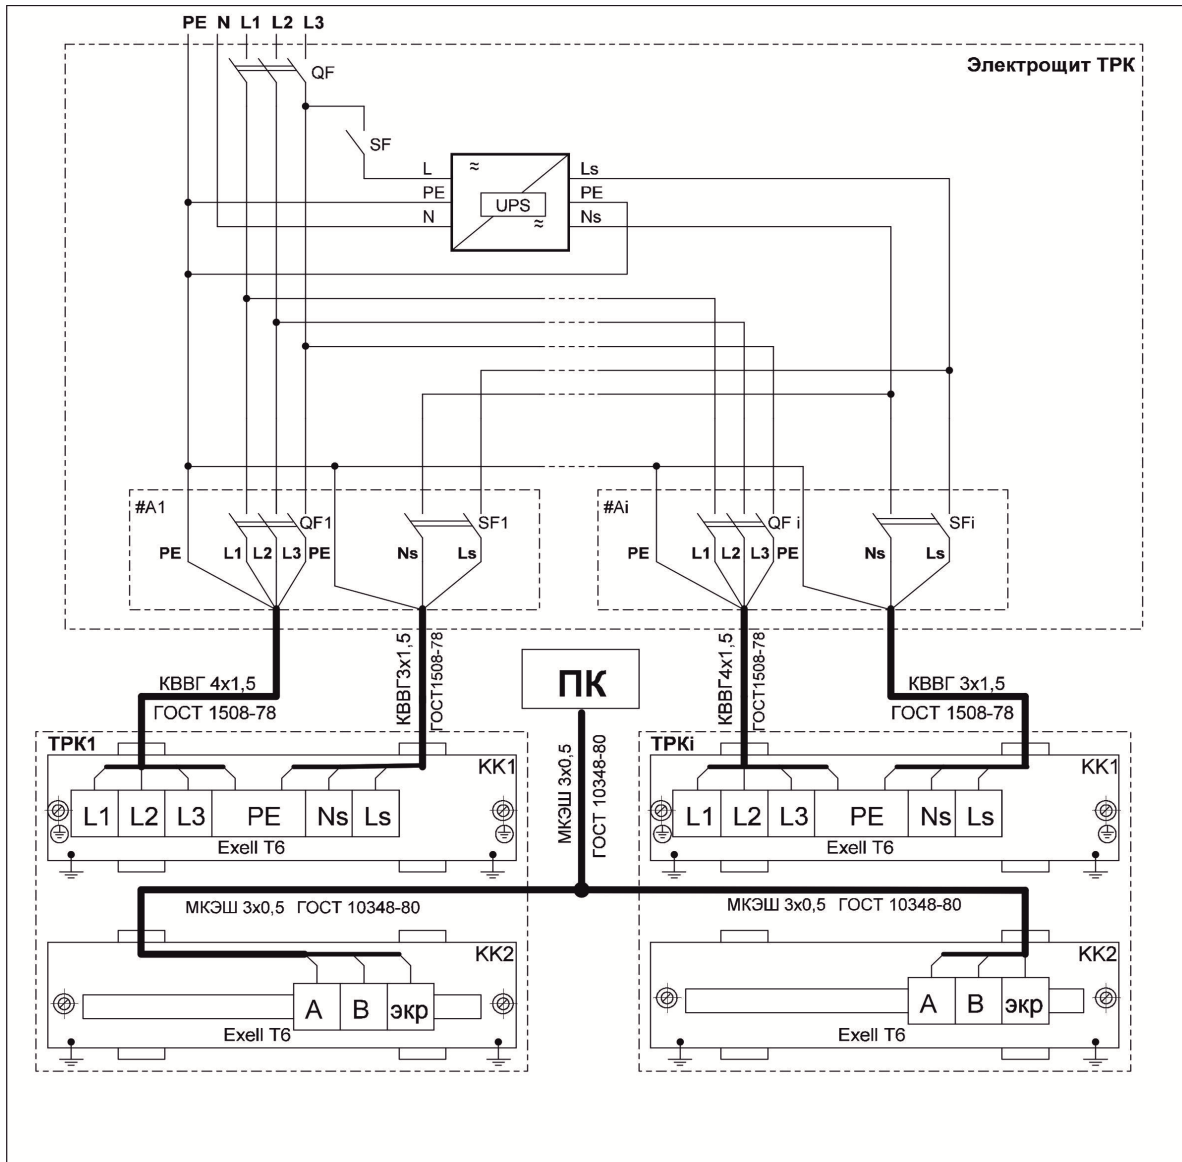 PE N L1 L2 L3
Электрощит ТРК
QF
SF
L
PE
N
≈
UPS
≈
Ls
PE
Ns
#A1
QF1
SF1
PE
L1
L2
L3
PE
Ns
Ls
#Ai
QF i
SFi
PE
L1
L2
L3
PE
Ns
Ls
КВВГ 4х1,5
ГОСТ 1508-78
КВВГ3х1,5
ГОСТ1508-78
КВВГ4х1,5
ГОСТ1508-78
КВВГ 3х1,5
ГОСТ 1508-78
ПК
МКЭШ 3х0,5
ГОСТ 10348-80
ТРК1
КК1
L1 L2 L3 PE Ns Ls
Exell T6
ТРКi
КК1
L1 L2 L3 PE Ns Ls
Exell T6
МКЭШ 3х0,5 ГОСТ 10348-80
МКЭШ 3х0,5 ГОСТ 10348-80
КК2
A B экр
Exell T6
КК2
A B экр
Exell T6